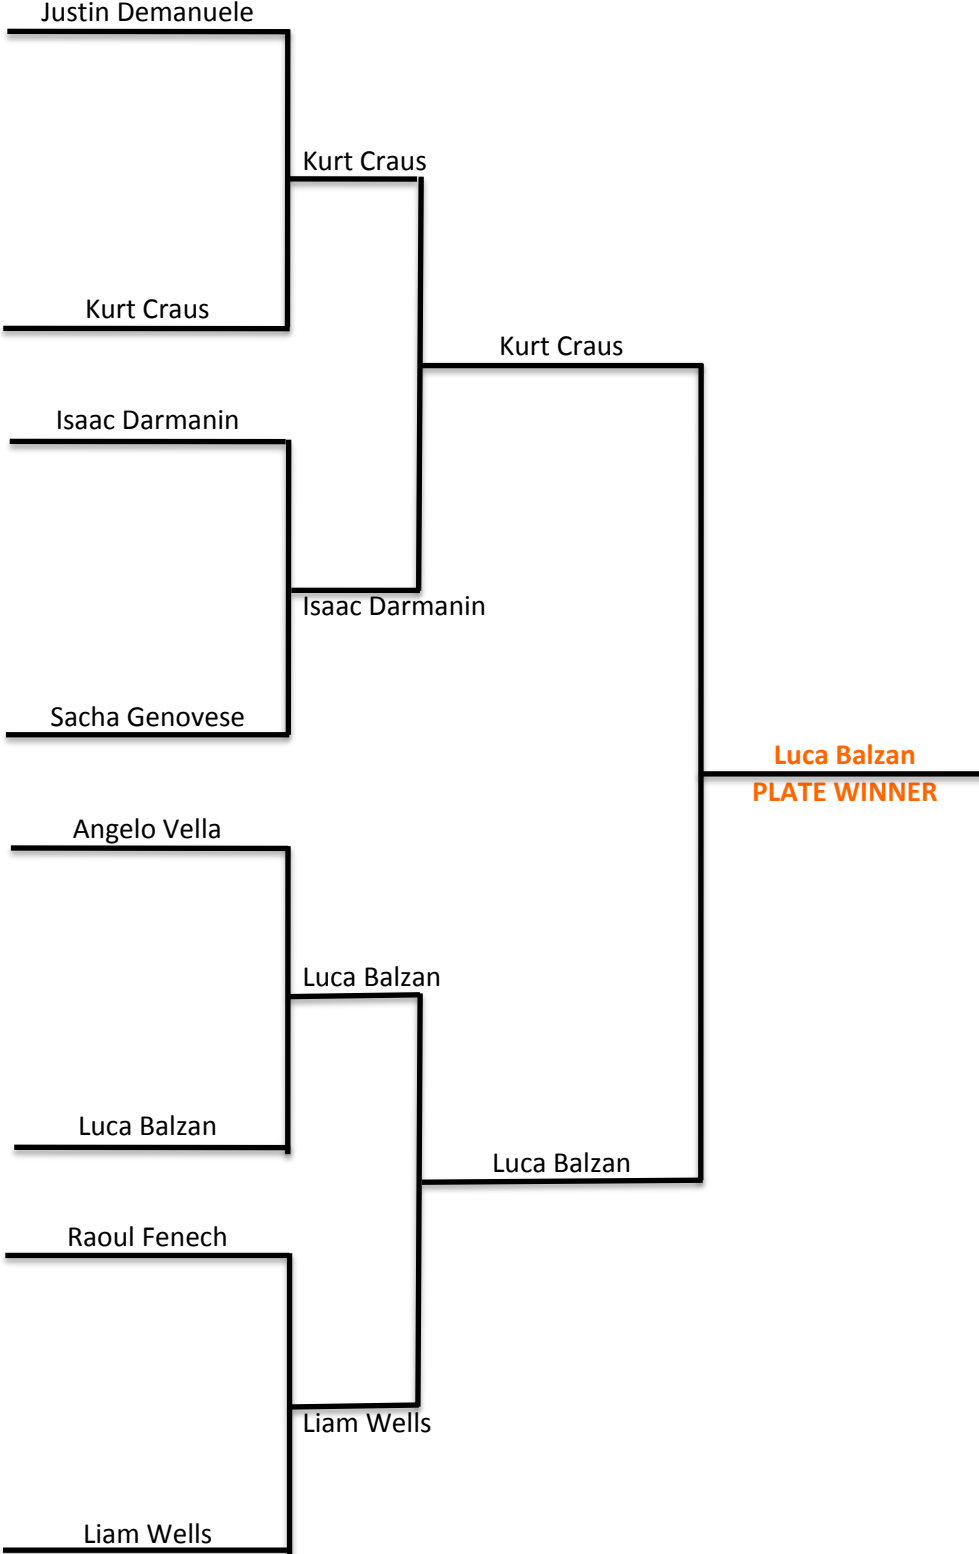 Justin Demanuele
Kurt Craus
Kurt Craus
Kurt Craus
Isaac Darmanin
Isaac Darmanin
Sacha Genovese
Luca Balzan
PLATE WINNER
Angelo Vella
Luca Balzan
Luca Balzan
Luca Balzan
Raoul Fenech
Liam Wells
Liam Wells